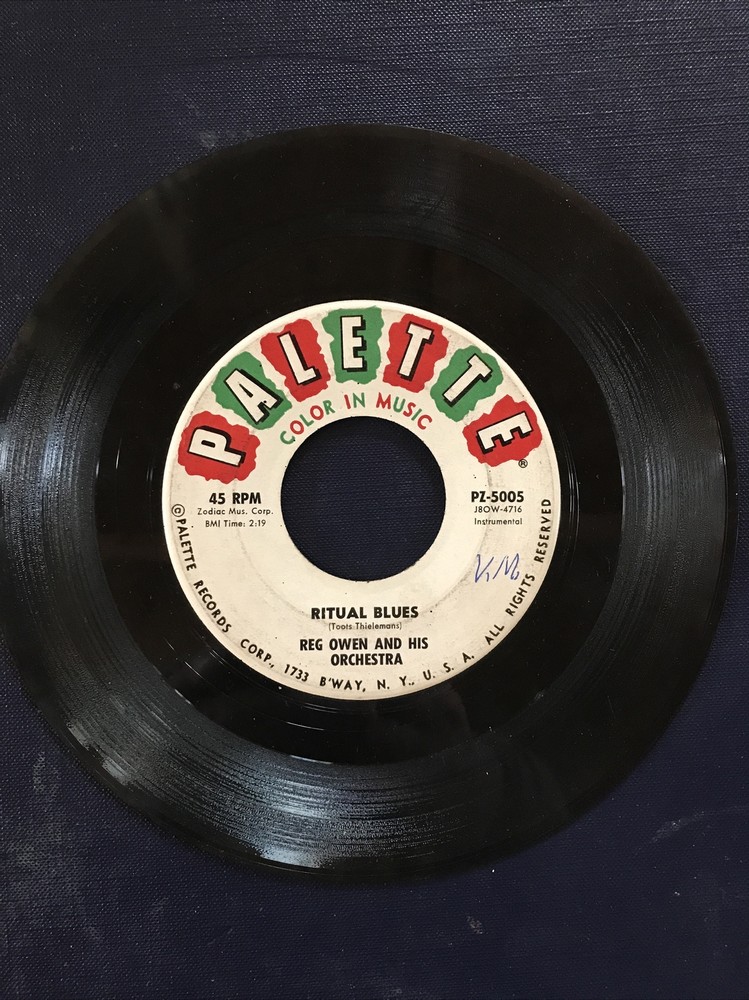 PALETTE
®
COLOR IN MUSIC
45 RPM
Zodiac Mus. Corp.
BMI Time: 2:19
PZ-5005
J8OW-4716
Instrumental
V.M.
RITUAL BLUES
(Toots Thielemans)
REG OWEN AND HIS
ORCHESTRA
©PALETTE RECORDS CORP., 1733 B'WAY, N. Y., U. S. A. ALL RIGHTS RESERVED